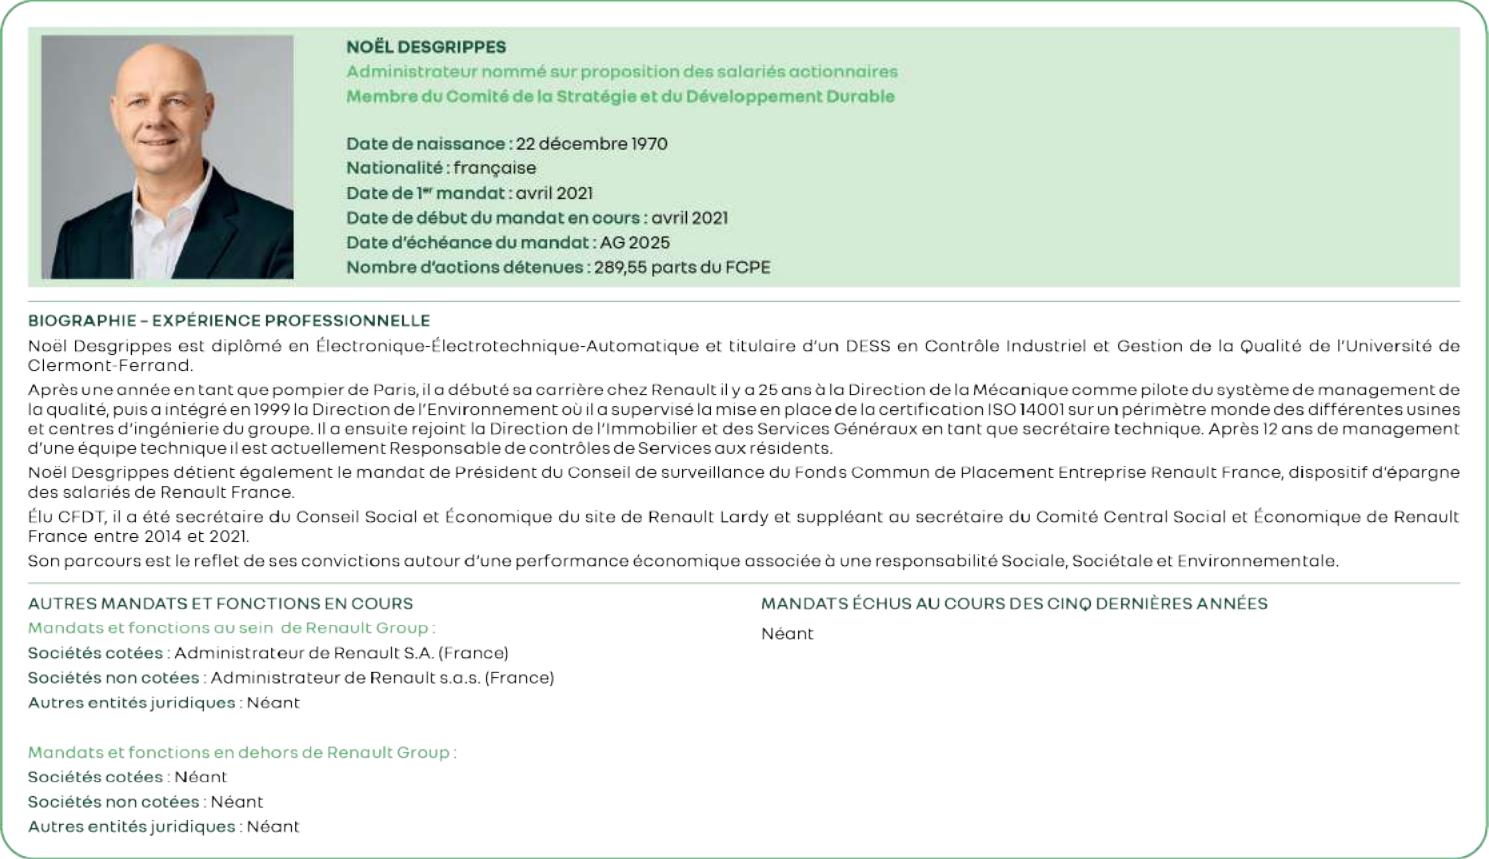 NOËL DESGRIPPES
Administrateur nommé sur proposition des salariés actionnaires
Membre du Comité de la Stratégie et du Développement Durable
Date de naissance : 22 décembre 1970
Nationalité : française
Date de 1er mandat : avril 2021
Date de début du mandat en cours : avril 2021
Date d'échéance du mandat : AG 2025
Nombre d'actions détenues : 289,55 parts du FCPE
BIOGRAPHIE – EXPÉRIENCE PROFESSIONNELLE
Noël Desgrippes est diplômé en Électronique-Électrotechnique-Automatique et titulaire d'un DESS en Contrôle Industriel et Gestion de la Qualité de l'Université de
Clermont-Ferrand.
Après une année en tant que pompier de Paris, il a débuté sa carrière chez Renault il y a 25 ans à la Direction de la Mécanique comme pilote du système de management de
la qualité, puis a intégré en 1999 la Direction de l'Environnement où il a supervisé la mise en place de la certification ISO 14001 sur un périmètre monde des différentes usines
et centres d'ingénierie du groupe. Il a ensuite rejoint la Direction de l'Immobilier et des Services Généraux en tant que secrétaire technique. Après 12 ans de management
d'une équipe technique il est actuellement Responsable de contrôles de Services aux résidents.
Noël Desgrippes détient également le mandat de Président du Conseil de surveillance du Fonds Commun de Placement Entreprise Renault France, dispositif d'épargne
des salariés de Renault France.
Élu CFDT, il a été secrétaire du Conseil Social et Économique du site de Renault Lardy et suppléant au secrétaire du Comité Central Social et Économique de Renault
France entre 2014 et 2021.
Son parcours est le reflet de ses convictions autour d'une performance économique associée à une responsabilité Sociale, Sociétale et Environnementale.
AUTRES MANDATS ET FONCTIONS EN COURS
Mandats et fonctions au sein de Renault Group :
Sociétés cotées : Administrateur de Renault S.A. (France)
Sociétés non cotées : Administrateur de Renault s.a.s. (France)
Autres entités juridiques : Néant
Mandats et fonctions en dehors de Renault Group :
Sociétés cotées : Néant
Sociétés non cotées : Néant
Autres entités juridiques : Néant
MANDATS ÉCHUS AU COURS DES CINQ DERNIÈRES ANNÉES
Néant